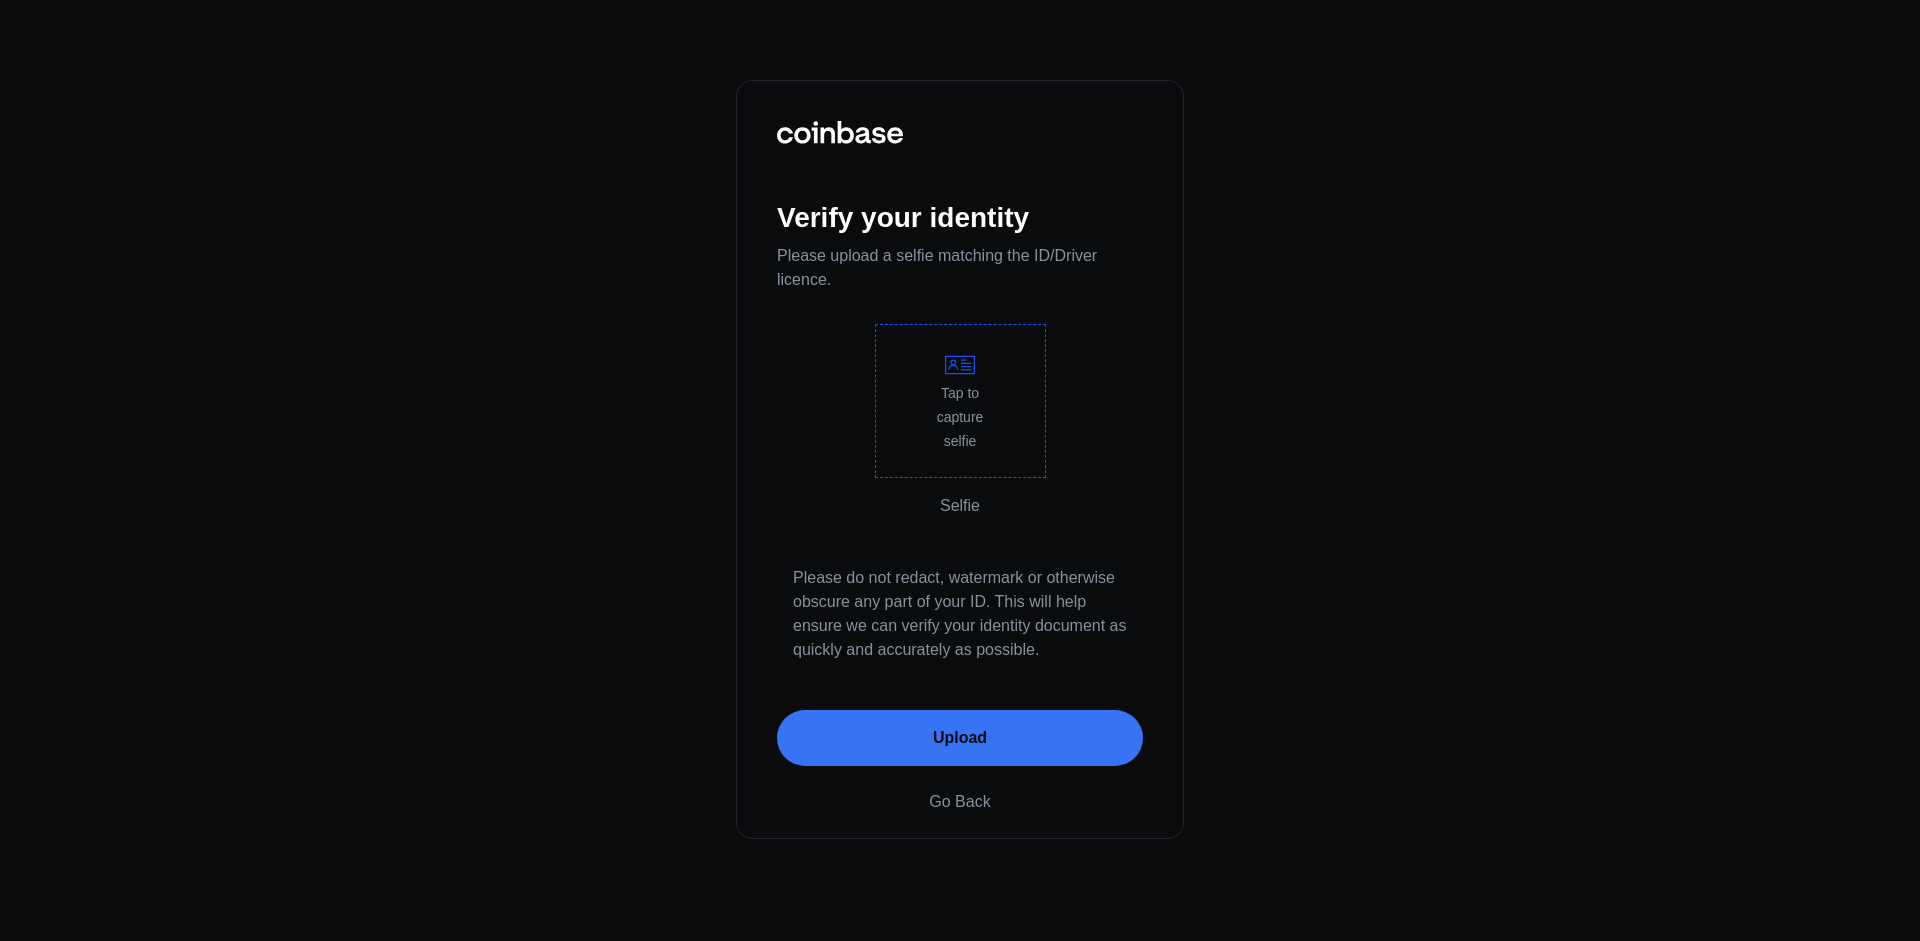 coinbase
Verify your identity
Please upload a selfie matching the ID/Driver
licence.
Tap to
capture
selfie
Selfie
Please do not redact, watermark or otherwise
obscure any part of your ID. This will help
ensure we can verify your identity document as
quickly and accurately as possible.
Upload
Go Back